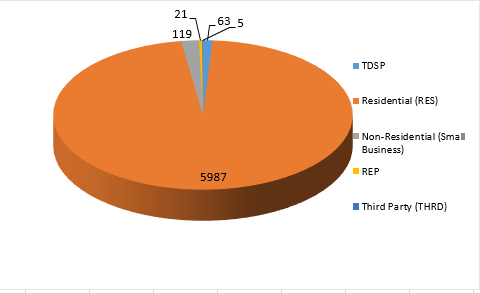 21
63
5
119
5987
TDSP
Residential (RES)
Non-Residential (Small
Business)
REP
Third Party (THRD)